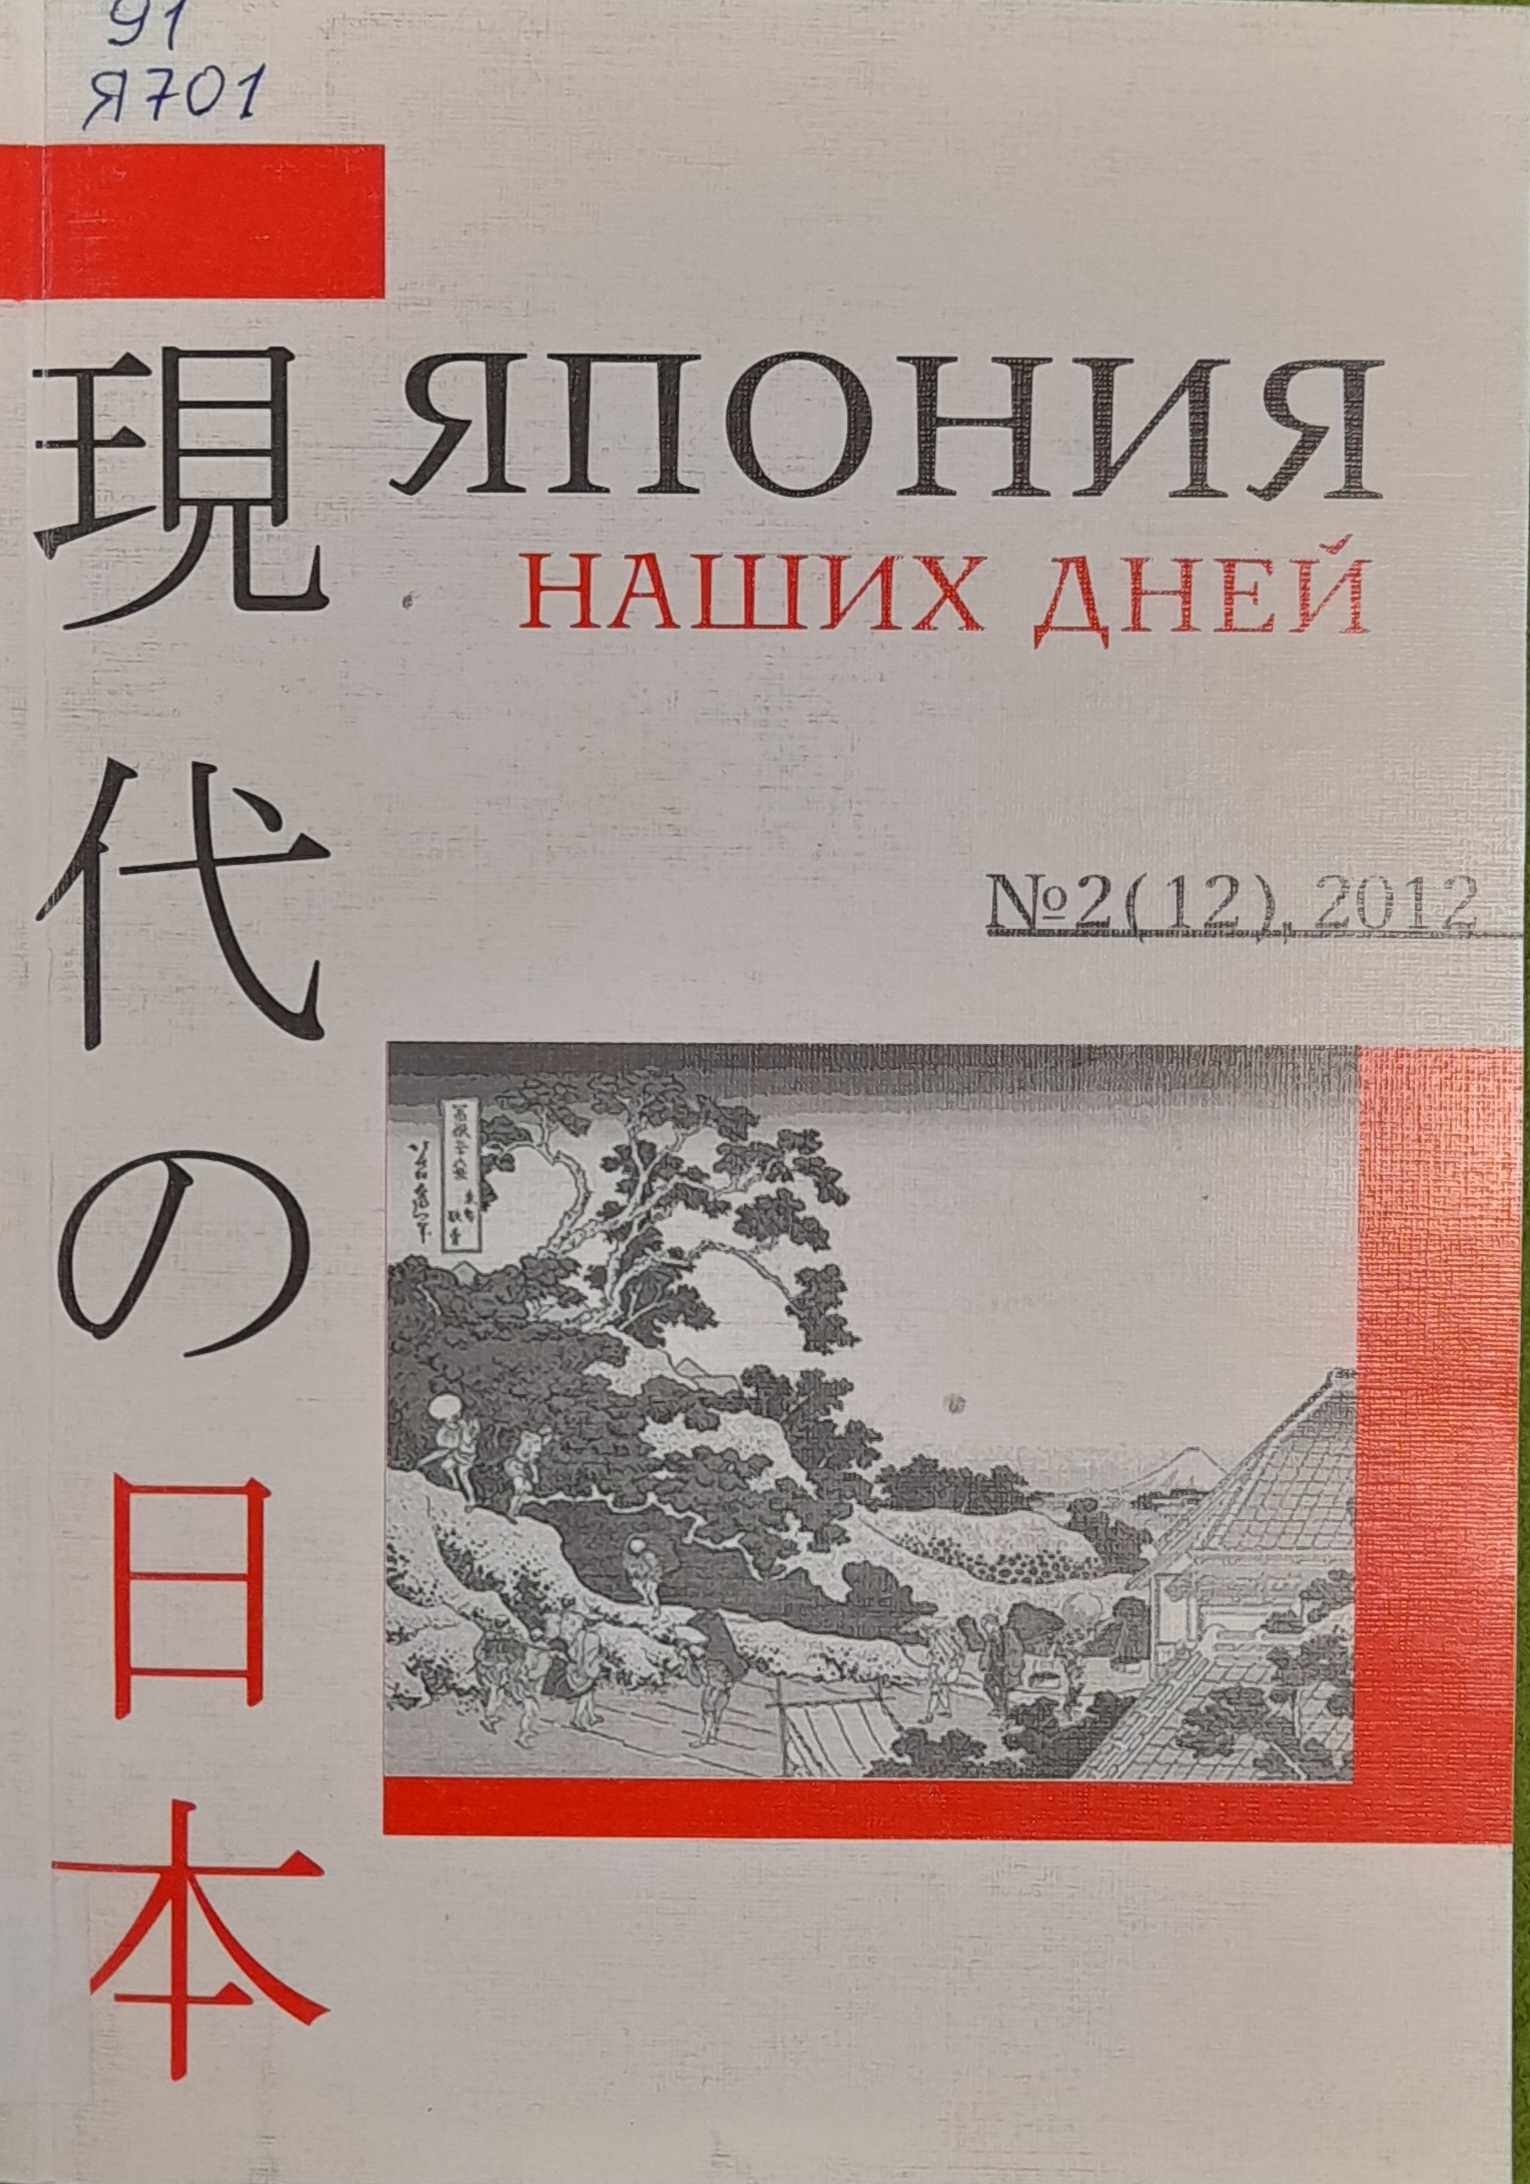 91
Я701
ЯПОНИЯ
НАШИХ ДНЕЙ
№2(12), 2012
現代の日本